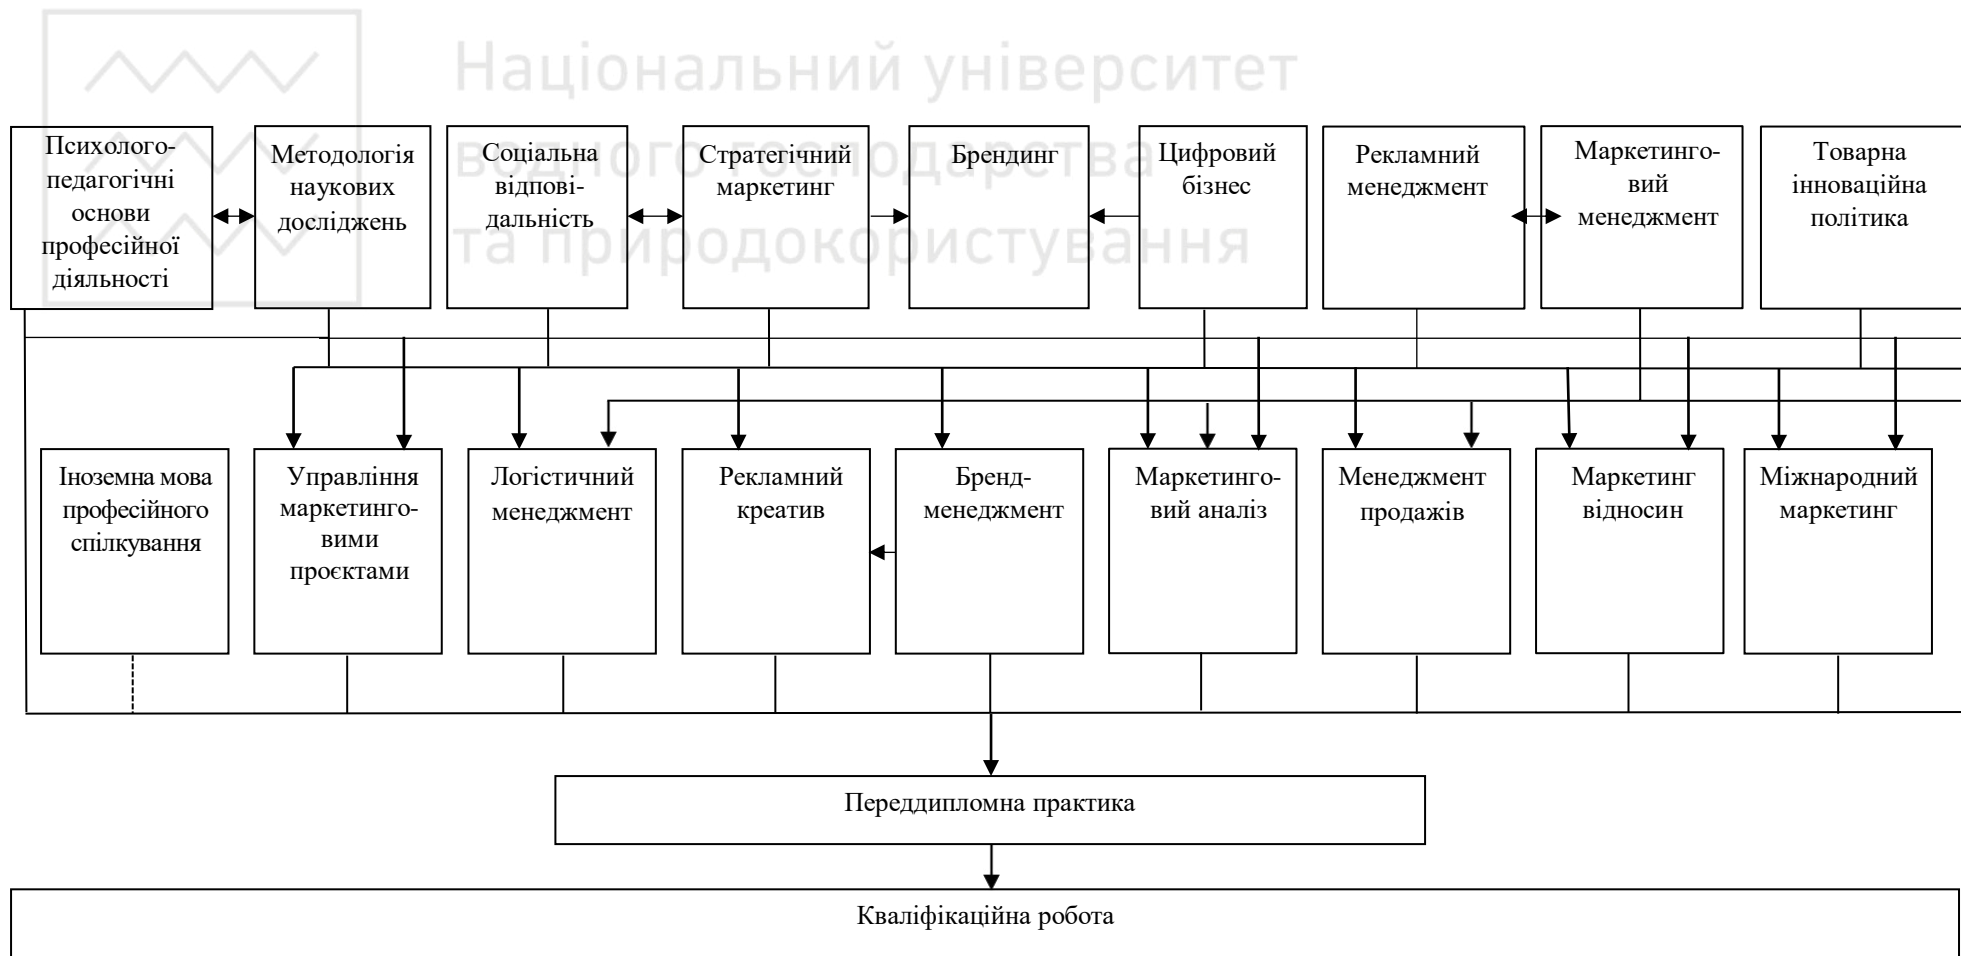 Національний університет
водного господарства
та природокористування
Психолого-
педагогічні
основи
професійної
діяльності
Методологія
наукових
досліджень
Соціальна
відпові-
дальність
Стратегічний
маркетинг
Брендинг
Цифровий
бізнес
Рекламний
менеджмент
Маркетинго-
вий
менеджмент
Товарна
інноваційна
політика
Іноземна мова
професійного
спілкування
Управління
маркетинго-
вими
проєктами
Логістичний
менеджмент
Рекламний
креатив
Бренд-
менеджмент
Маркетинго-
вий аналіз
Менеджмент
продажів
Маркетинг
відносин
Міжнародний
маркетинг
Переддипломна практика
Кваліфікаційна робота